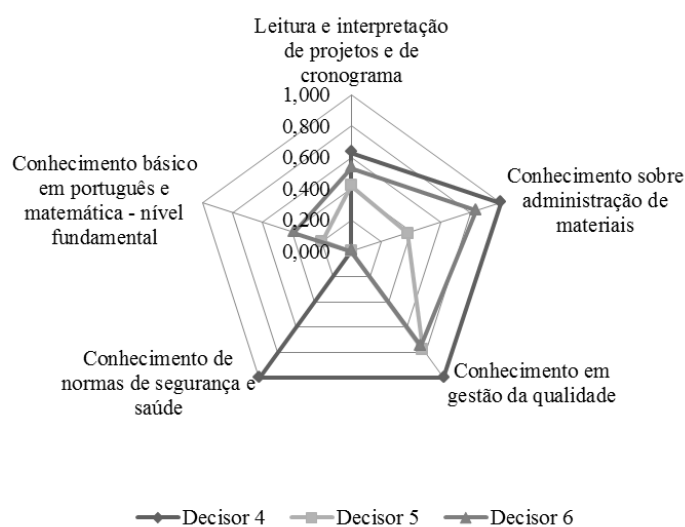 Leitura e interpretação
de projetos e de
cronograma
1,000
0,800
0,600
0,400
0,200
0,000
Conhecimento sobre
administração de
materiais
Conhecimento em
gestão da qualidade
Conhecimento de
normas de segurança e
saúde
Conhecimento básico
em português e
matemática - nível
fundamental
Decisor 4
Decisor 5
Decisor 6